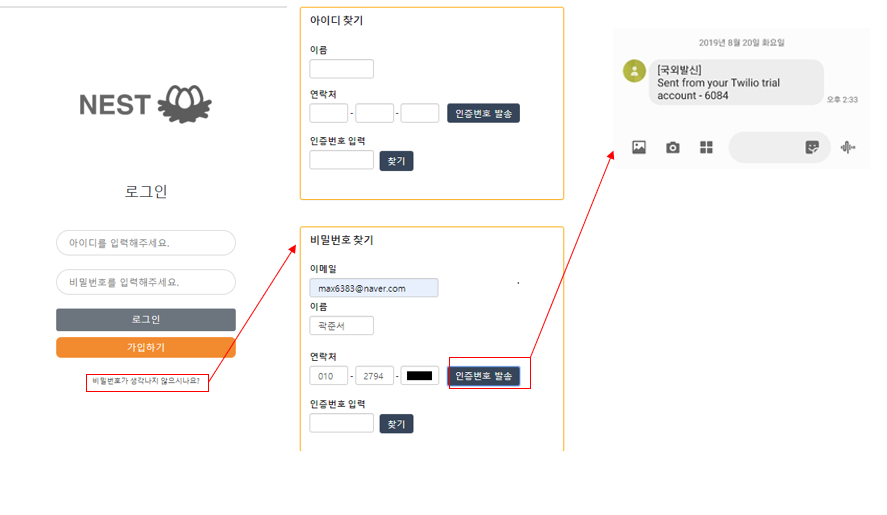 NEST
로그인
아이디를 입력해주세요.
비밀번호를 입력해주세요.
로그인
가입하기
비밀번호가 생각나지 않으시나요?
아이디 찾기
이름
연락처
- -
인증번호 발송
인증번호 입력
찾기
비밀번호 찾기
이메일
max6383@naver.com
이름
곽준서
연락처
010 - 2794 -
인증번호 발송
인증번호 입력
찾기
2019년 8월 20일 화요일
[국외발신]
Sent from your Twilio trial
account - 6084
오후 2:33